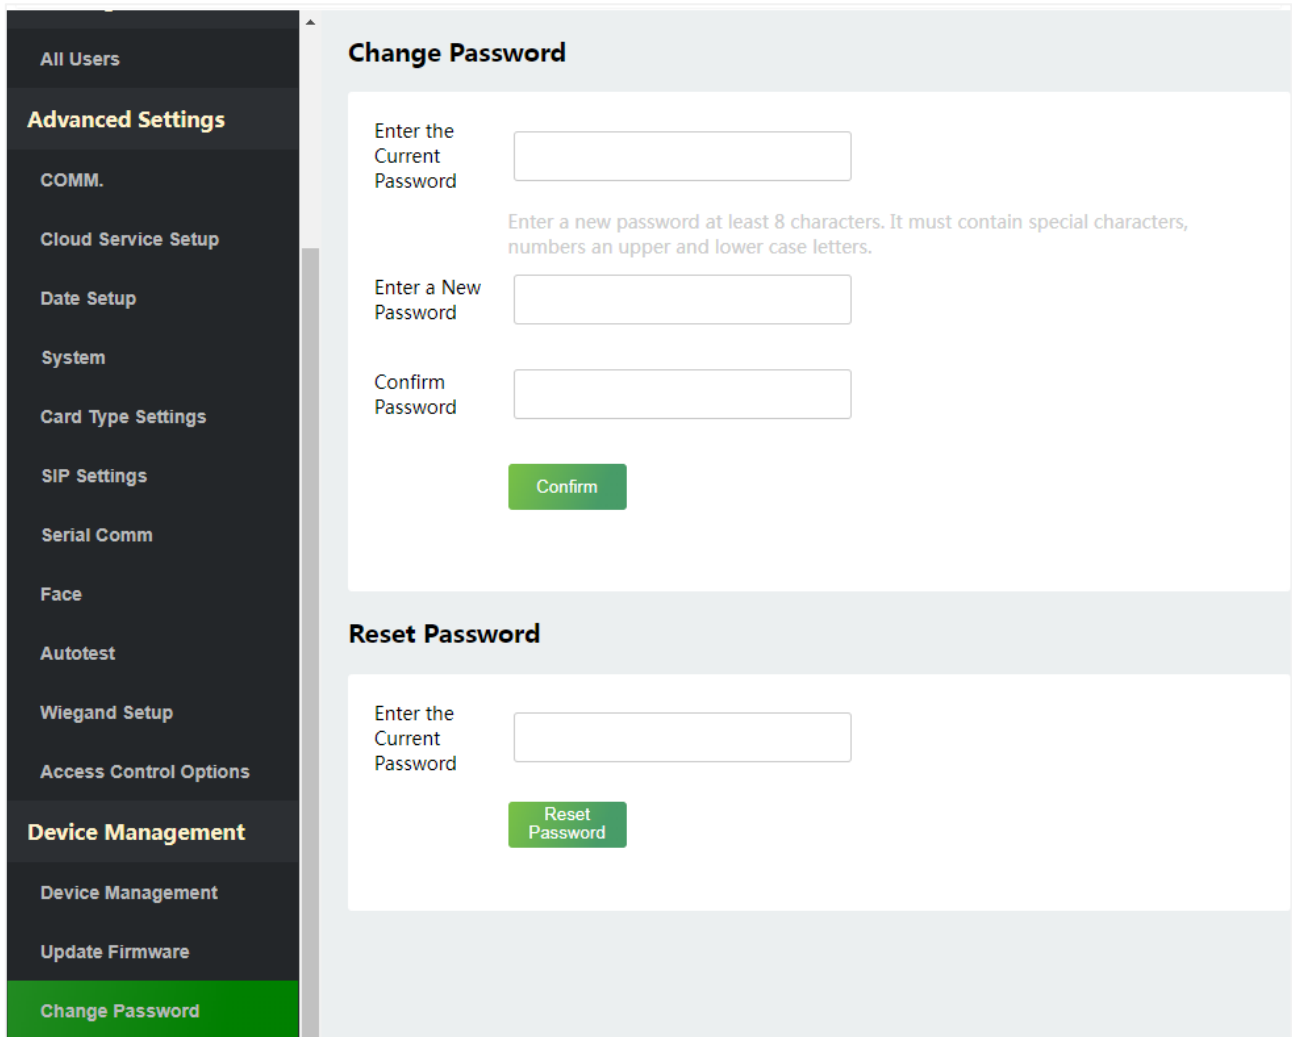 All Users
Advanced Settings
COMM.
Cloud Service Setup
Date Setup
System
Card Type Settings
SIP Settings
Serial Comm
Face
Autotest
Wiegand Setup
Access Control Options
Device Management
Device Management
Update Firmware
Change Password
Change Password
Enter the
Current
Password
Enter a new password at least 8 characters. It must contain special characters,
numbers an upper and lower case letters.
Enter a New
Password
Confirm
Password
Confirm
Reset Password
Enter the
Current
Password
Reset
Password